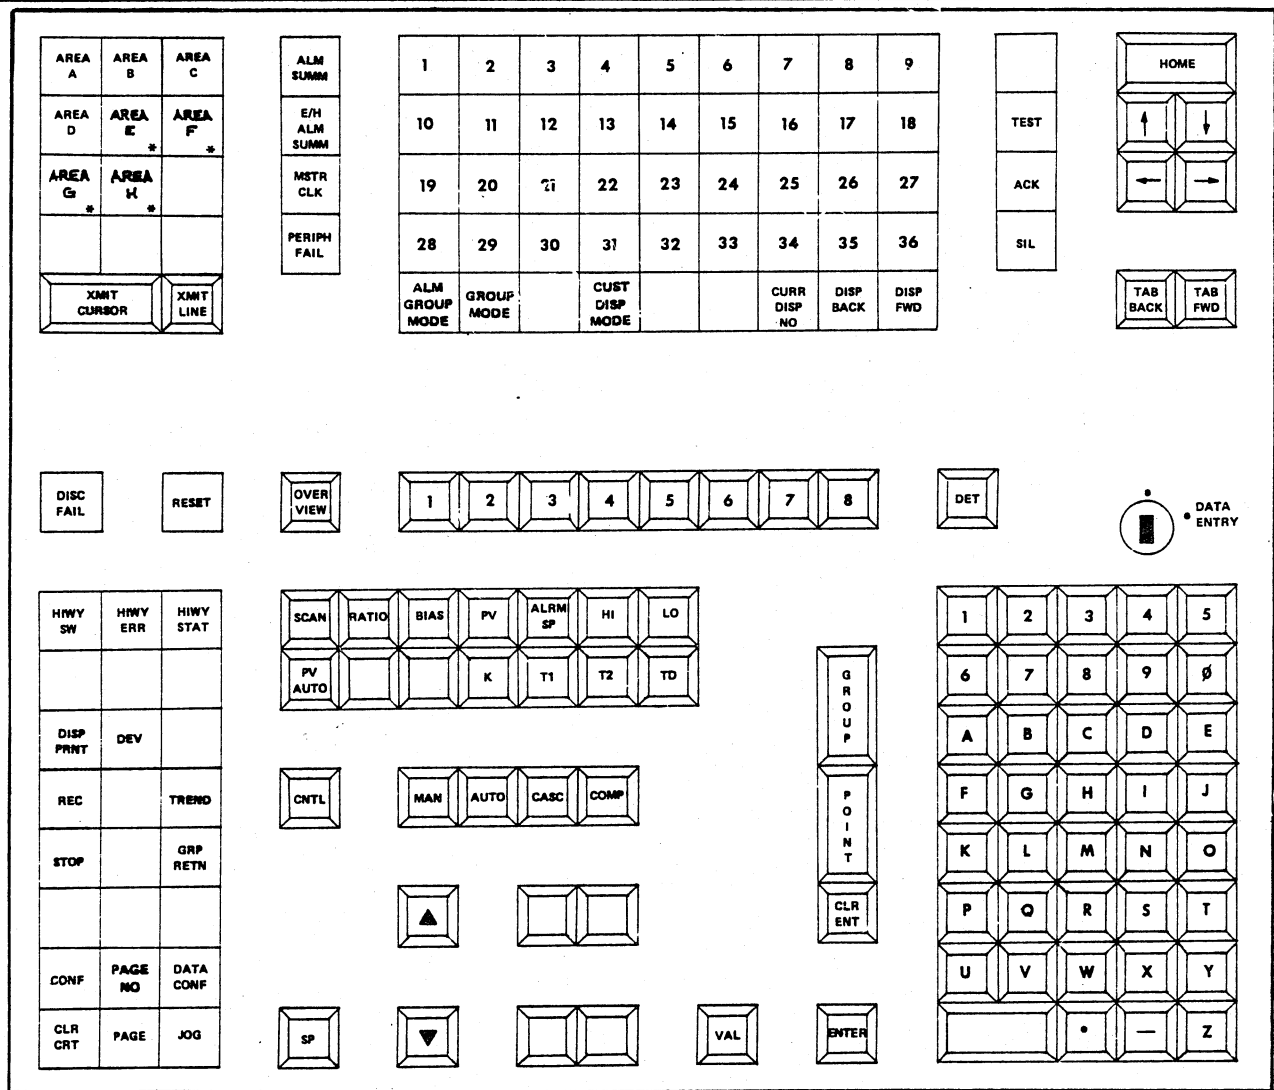 AREA A AREA B AREA C
AREA D AREA E * AREA F *
AREA G * AREA H *
XMIT CURSOR XMIT LINE
ALM SUMM
E/H ALM SUMM
MSTR CLK
PERIPH FAIL
1 2 3 4 5 6 7 8 9
10 11 12 13 14 15 16 17 18
19 20 21 22 23 24 25 26 27
28 29 30 31 32 33 34 35 36
ALM GROUP MODE GROUP MODE CUST DISP MODE CURR DISP NO DISP BACK DISP FWD
TEST
ACK
SIL
HOME
↑ ↓
← →
TAB BACK TAB FWD
DISC FAIL RESET OVER VIEW 1 2 3 4 5 6 7 8 DET
• • DATA ENTRY
HIWY SW HIWY ERR HIWY STAT
DISP PRNT DEV
REC TREND
STOP GRP RETN
CONF PAGE NO DATA CONF
CLR CRT PAGE JOG
SCAN RATIO BIAS PV ALRM SP HI LO
PV AUTO K T1 T2 TD
CNTL MAN AUTO CASC COMP
▲
SP ▼ VAL ENTER
GROUP
POINT
CLR ENT
1 2 3 4 5
6 7 8 9 Ø
A B C D E
F G H I J
K L M N O
P Q R S T
U V W X Y
• — Z